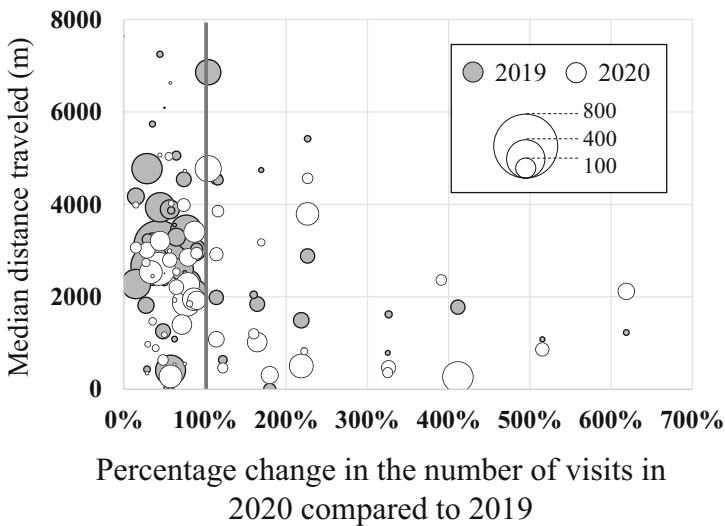 8000
6000
4000
2000
0
Median distance traveled (m)
2019 2020
800
400
100
0% 100% 200% 300% 400% 500% 600% 700%
Percentage change in the number of visits in
2020 compared to 2019